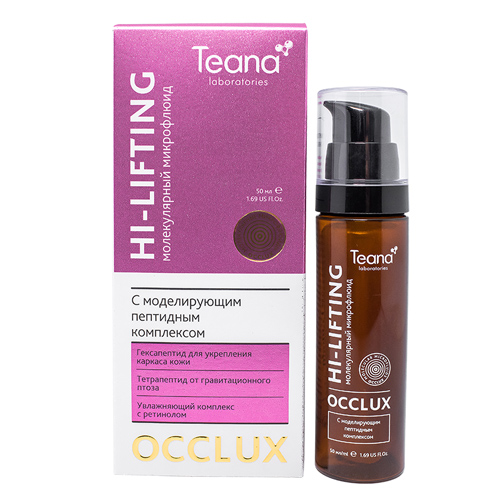 Teana
laboratories
HI-LIFTING
молекулярный микрофлюид
50 мл ℮
1.69 US Fl.Oz.
С моделирующим
пептидным
комплексом
Гексапептид для укрепления
каркаса кожи
Тетрапептид от гравитационного
птоза
Увлажняющий комплекс
с ретинолом
OCCLUX
Teana
laboratories
HI-LIFTING
молекулярный микрофлюид
OCCLUX
С моделирующим
пептидным
комплексом
50 мл/ml ℮ 1.69 US Fl.Oz.